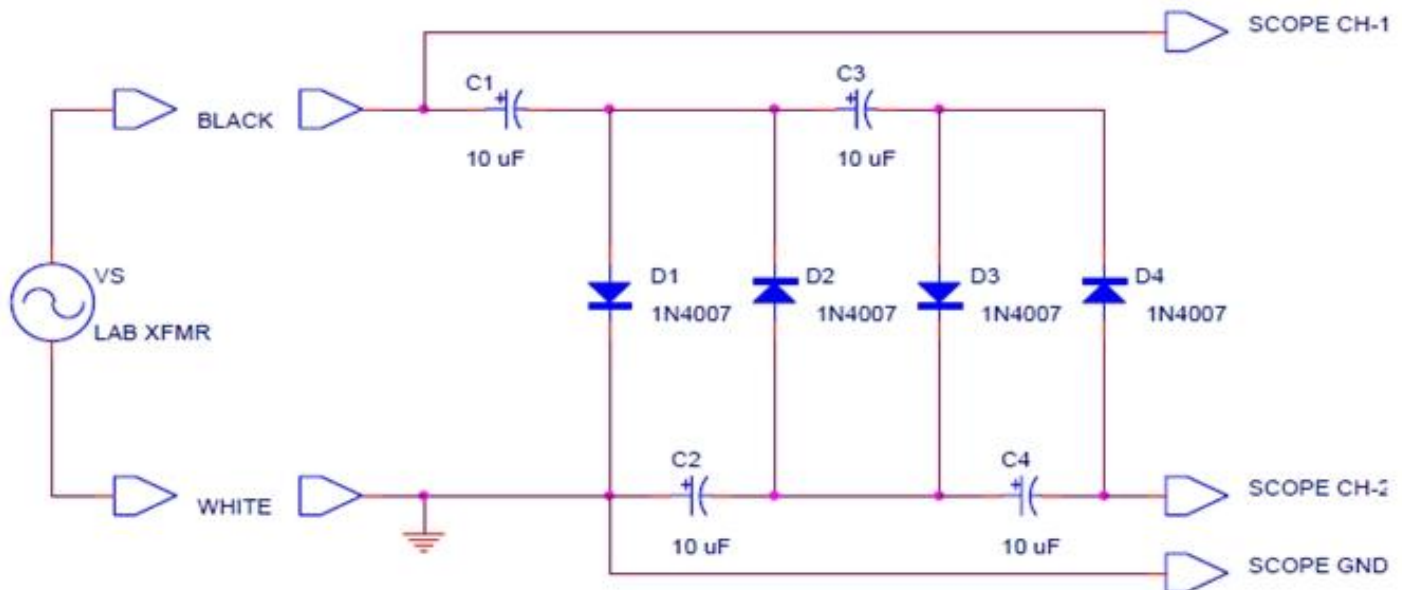 SCOPE CH-1
C1
C3
BLACK
10 uF
10 uF
VS
LAB XFMR
D1
1N4007
D2
1N4007
D3
1N4007
D4
1N4007
C2
C4
WHITE
SCOPE CH-2
10 uF
10 uF
SCOPE GND